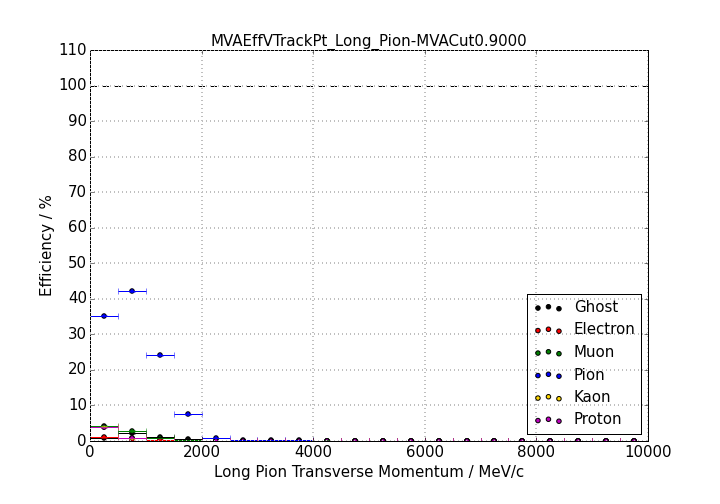 MVAEffVTrackPt_Long_Pion-MVACut0.9000
110
100
90
80
70
60
50
40
30
20
10
0
Efficiency / %
Ghost
Electron
Muon
Pion
Kaon
Proton
0 2000 4000 6000 8000 10000
Long Pion Transverse Momentum / MeV/c